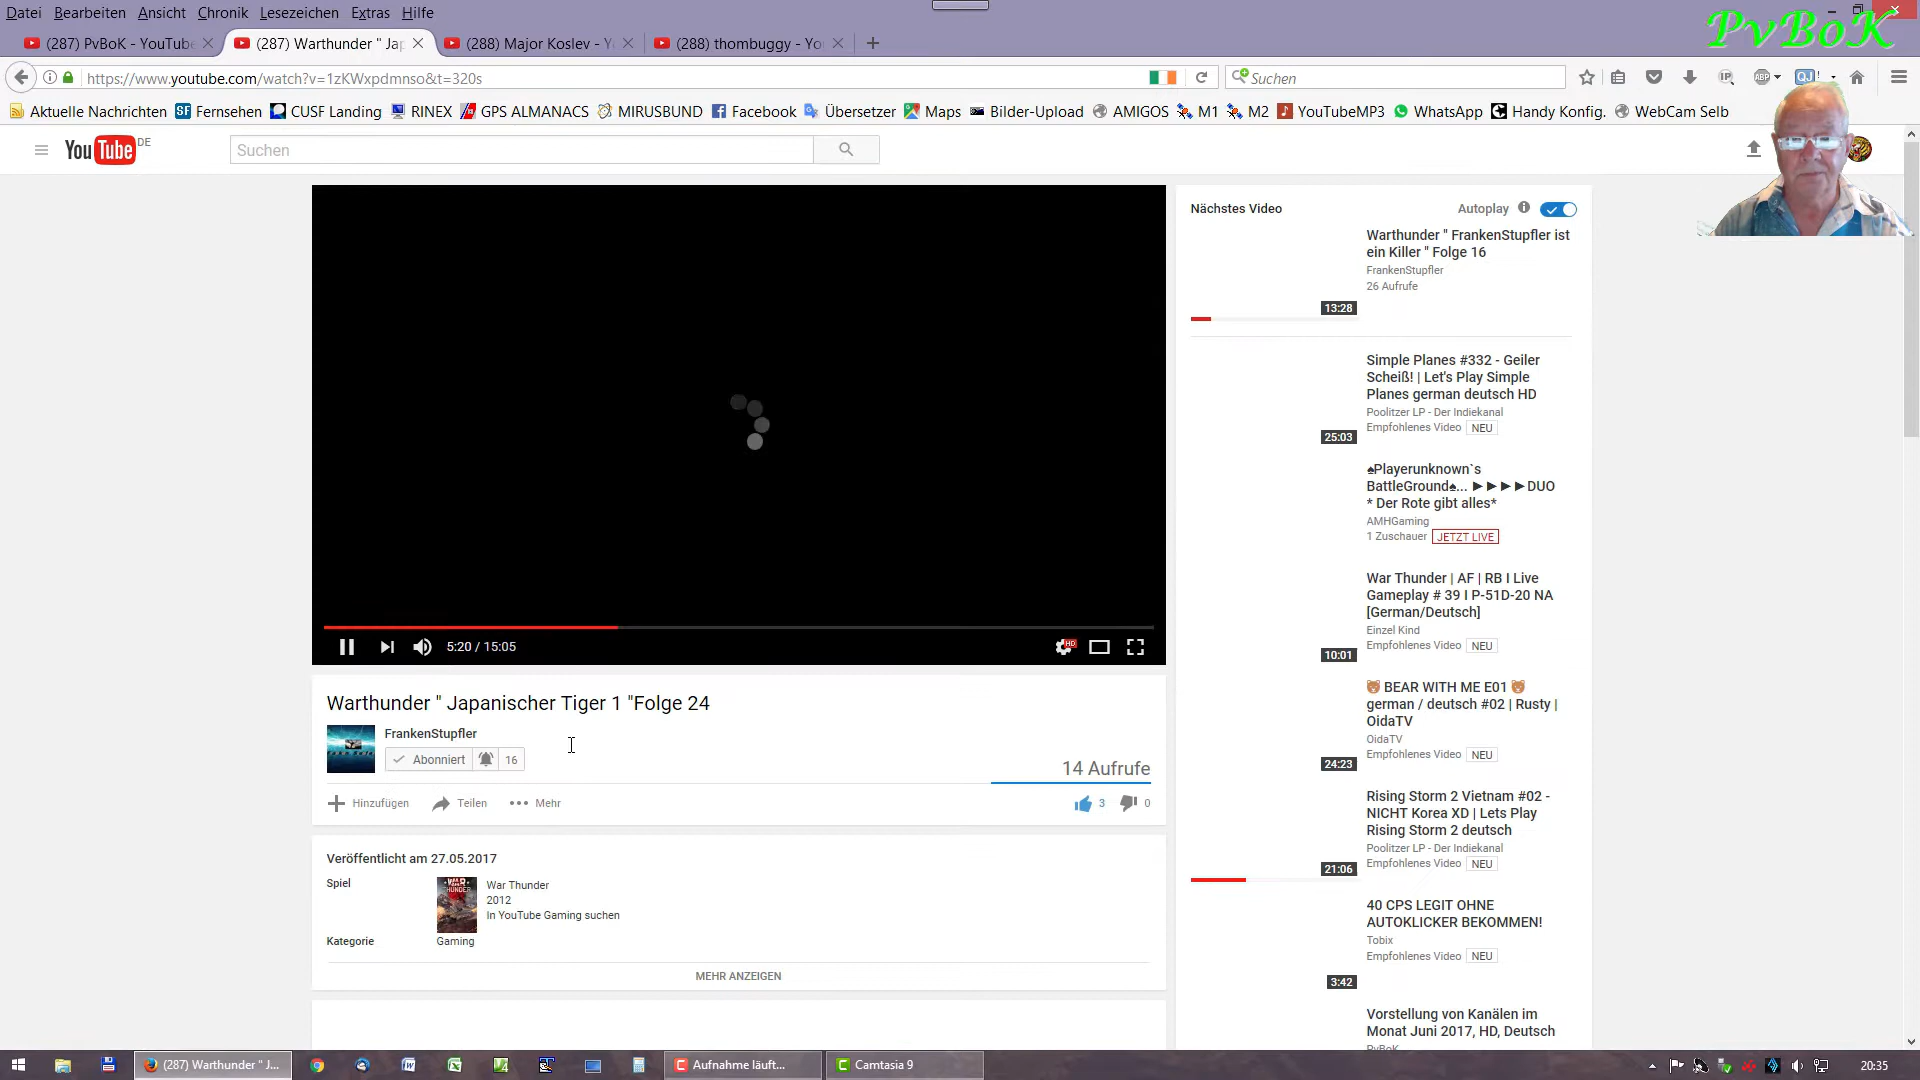 Datei Bearbeiten Ansicht Chronik Lesezeichen Extras Hilfe
PvBoK
(287) PvBoK - YouTube
(287) Warthunder " Jap
(288) Major Koslev - Y
(288) thombuggy - Yo
https://www.youtube.com/watch?v=1zKWxpdmnso&t=320s
Suchen
ABP
Aktuelle Nachrichten SF Fernsehen CUSF Landing RINEX GPS ALMANACS MIRUSBUND Facebook Übersetzer Maps Bilder-Upload AMIGOS M1 M2 YouTubeMP3 WhatsApp Handy Konfig. WebCam Selb
YouTube DE
Suchen
5:20 / 15:05
HD
Warthunder " Japanischer Tiger 1 "Folge 24
FrankenStupfler
Abonniert 16
14 Aufrufe
Hinzufügen Teilen Mehr
3 0
Veröffentlicht am 27.05.2017
Spiel
War Thunder
2012
In YouTube Gaming suchen
Kategorie
Gaming
MEHR ANZEIGEN
Nächstes Video
Autoplay
Warthunder " FrankenStupfler ist
ein Killer " Folge 16
FrankenStupfler
26 Aufrufe
13:28
Simple Planes #332 - Geiler
Scheiß! | Let's Play Simple
Planes german deutsch HD
Poolitzer LP - Der Indiekanal
Empfohlenes Video NEU
25:03
♠Playerunknown`s
BattleGround♠... ►►►►DUO
* Der Rote gibt alles*
AMHGaming
1 Zuschauer JETZT LIVE
War Thunder | AF | RB I Live
Gameplay # 39 I P-51D-20 NA
[German/Deutsch]
Einzel Kind
Empfohlenes Video NEU
10:01
🐻 BEAR WITH ME E01 🐻
german / deutsch #02 | Rusty |
OidaTV
OidaTV
Empfohlenes Video NEU
24:23
Rising Storm 2 Vietnam #02 -
NICHT Korea XD | Lets Play
Rising Storm 2 deutsch
Poolitzer LP - Der Indiekanal
Empfohlenes Video NEU
21:06
40 CPS LEGIT OHNE
AUTOKLICKER BEKOMMEN!
Tobix
Empfohlenes Video NEU
3:42
Vorstellung von Kanälen im
Monat Juni 2017, HD, Deutsch
PvBoK
(287) Warthunder " J...
Aufnahme läuft...
Camtasia 9
20:35